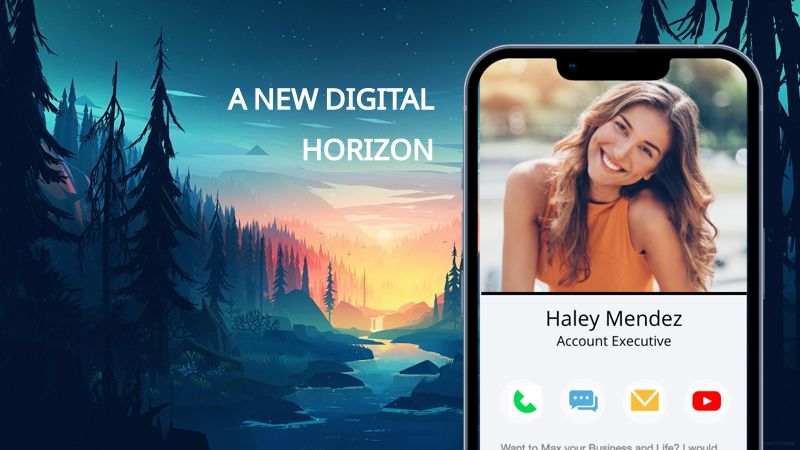 A NEW DIGITAL
HORIZON
Haley Mendez
Account Executive
Want to Max your Business and Life? I would